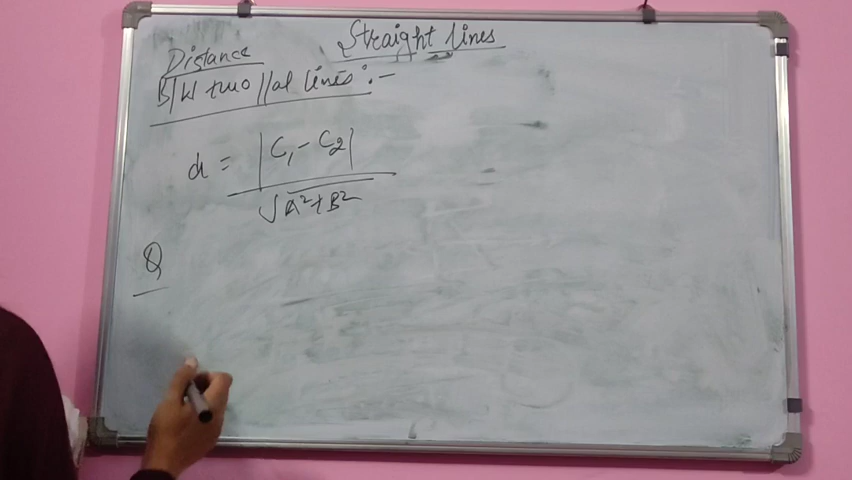 Straight lines
Distance
B/W two //al lines :-
d = |C₁ - C₂|
√A²+B²
Q